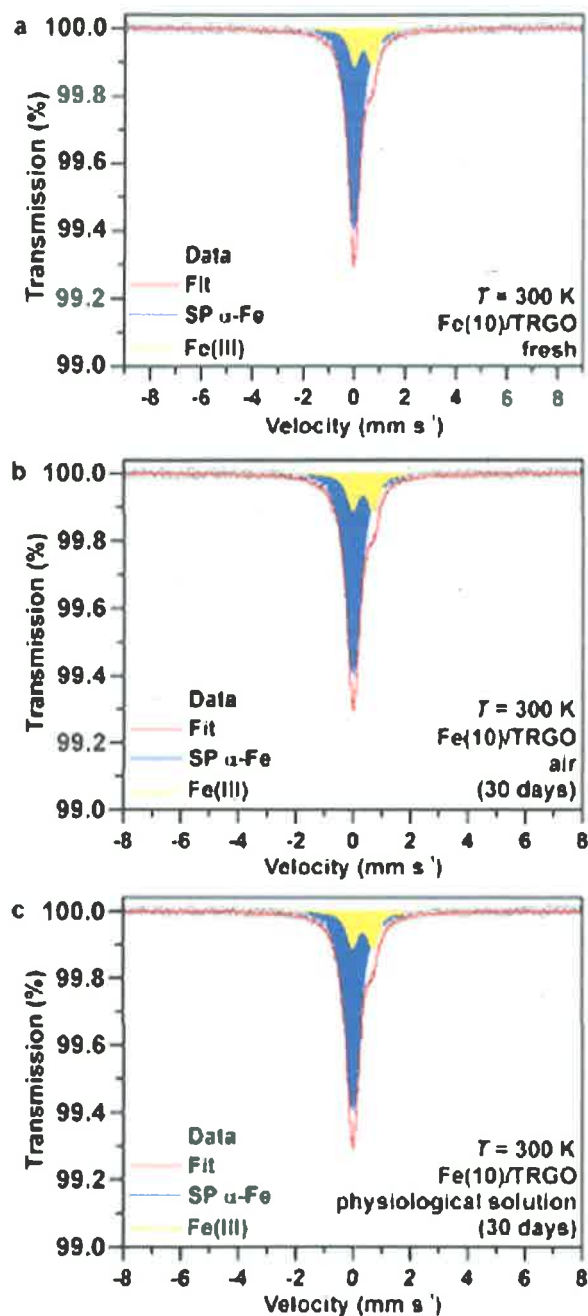 a
100.0
99.8
99.6
99.4
99.2
99.0
Transmission (%)
Data
Fit
SP α-Fe
Fe(III)
T = 300 K
Fe(10)/TRGO
fresh
-8 -6 -4 -2 0 2 4 6 8
Velocity (mm s⁻¹)
b
100.0
99.8
99.6
99.4
99.2
99.0
Transmission (%)
Data
Fit
SP α-Fe
Fe(III)
T = 300 K
Fe(10)/TRGO
air
(30 days)
-8 -6 -4 -2 0 2 4 6 8
Velocity (mm s⁻¹)
c
100.0
99.8
99.6
99.4
99.2
99.0
Transmission (%)
Data
Fit
SP α-Fe
Fe(III)
T = 300 K
Fe(10)/TRGO
physiological solution
(30 days)
-8 -6 -4 -2 0 2 4 6 8
Velocity (mm s⁻¹)